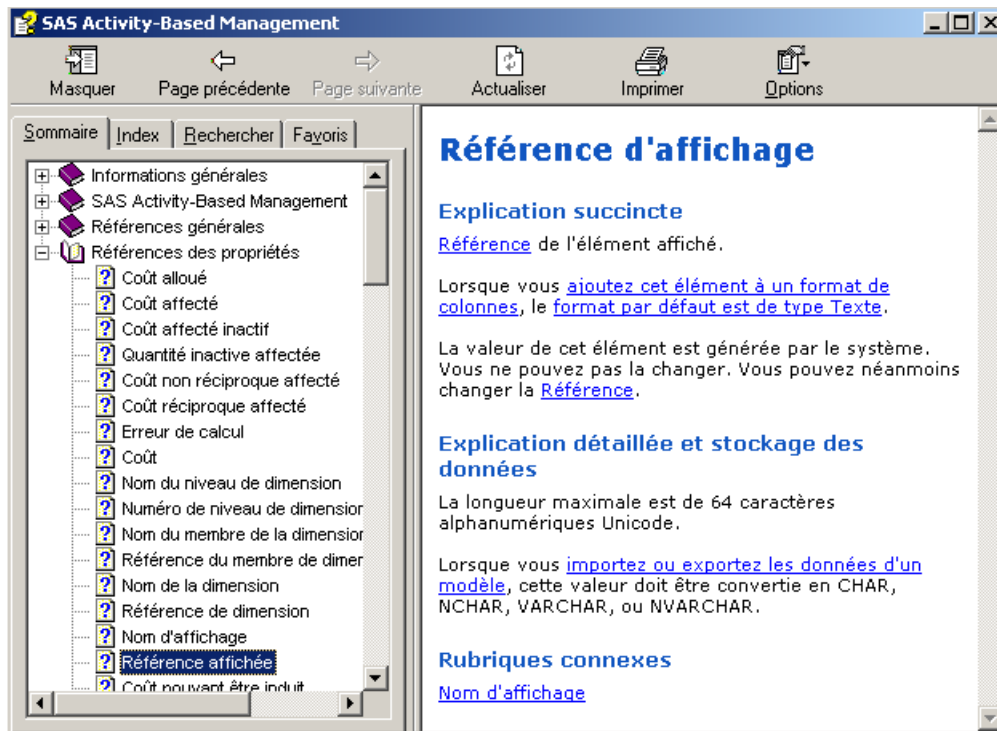 SAS Activity-Based Management
Masquer Page précédente Page suivante Actualiser Imprimer Options
Sommaire Index Rechercher Favoris
Informations générales
SAS Activity-Based Management
Références générales
Références des propriétés
Coût alloué
Coût affecté
Coût affecté inactif
Quantité inactive affectée
Coût non réciproque affecté
Coût réciproque affecté
Erreur de calcul
Coût
Nom du niveau de dimension
Numéro de niveau de dimension
Nom du membre de la dimension
Référence du membre de dimer
Nom de la dimension
Référence de dimension
Nom d'affichage
Référence affichée
Coût pouvant être induit
Référence d'affichage
Explication succincte
Référence de l'élément affiché.
Lorsque vous ajoutez cet élément à un format de
colonnes, le format par défaut est de type Texte.
La valeur de cet élément est générée par le système.
Vous ne pouvez pas la changer. Vous pouvez néanmoins
changer la Référence.
Explication détaillée et stockage des
données
La longueur maximale est de 64 caractères
alphanumériques Unicode.
Lorsque vous importez ou exportez les données d'un
modèle, cette valeur doit être convertie en CHAR,
NCHAR, VARCHAR, ou NVARCHAR.
Rubriques connexes
Nom d'affichage